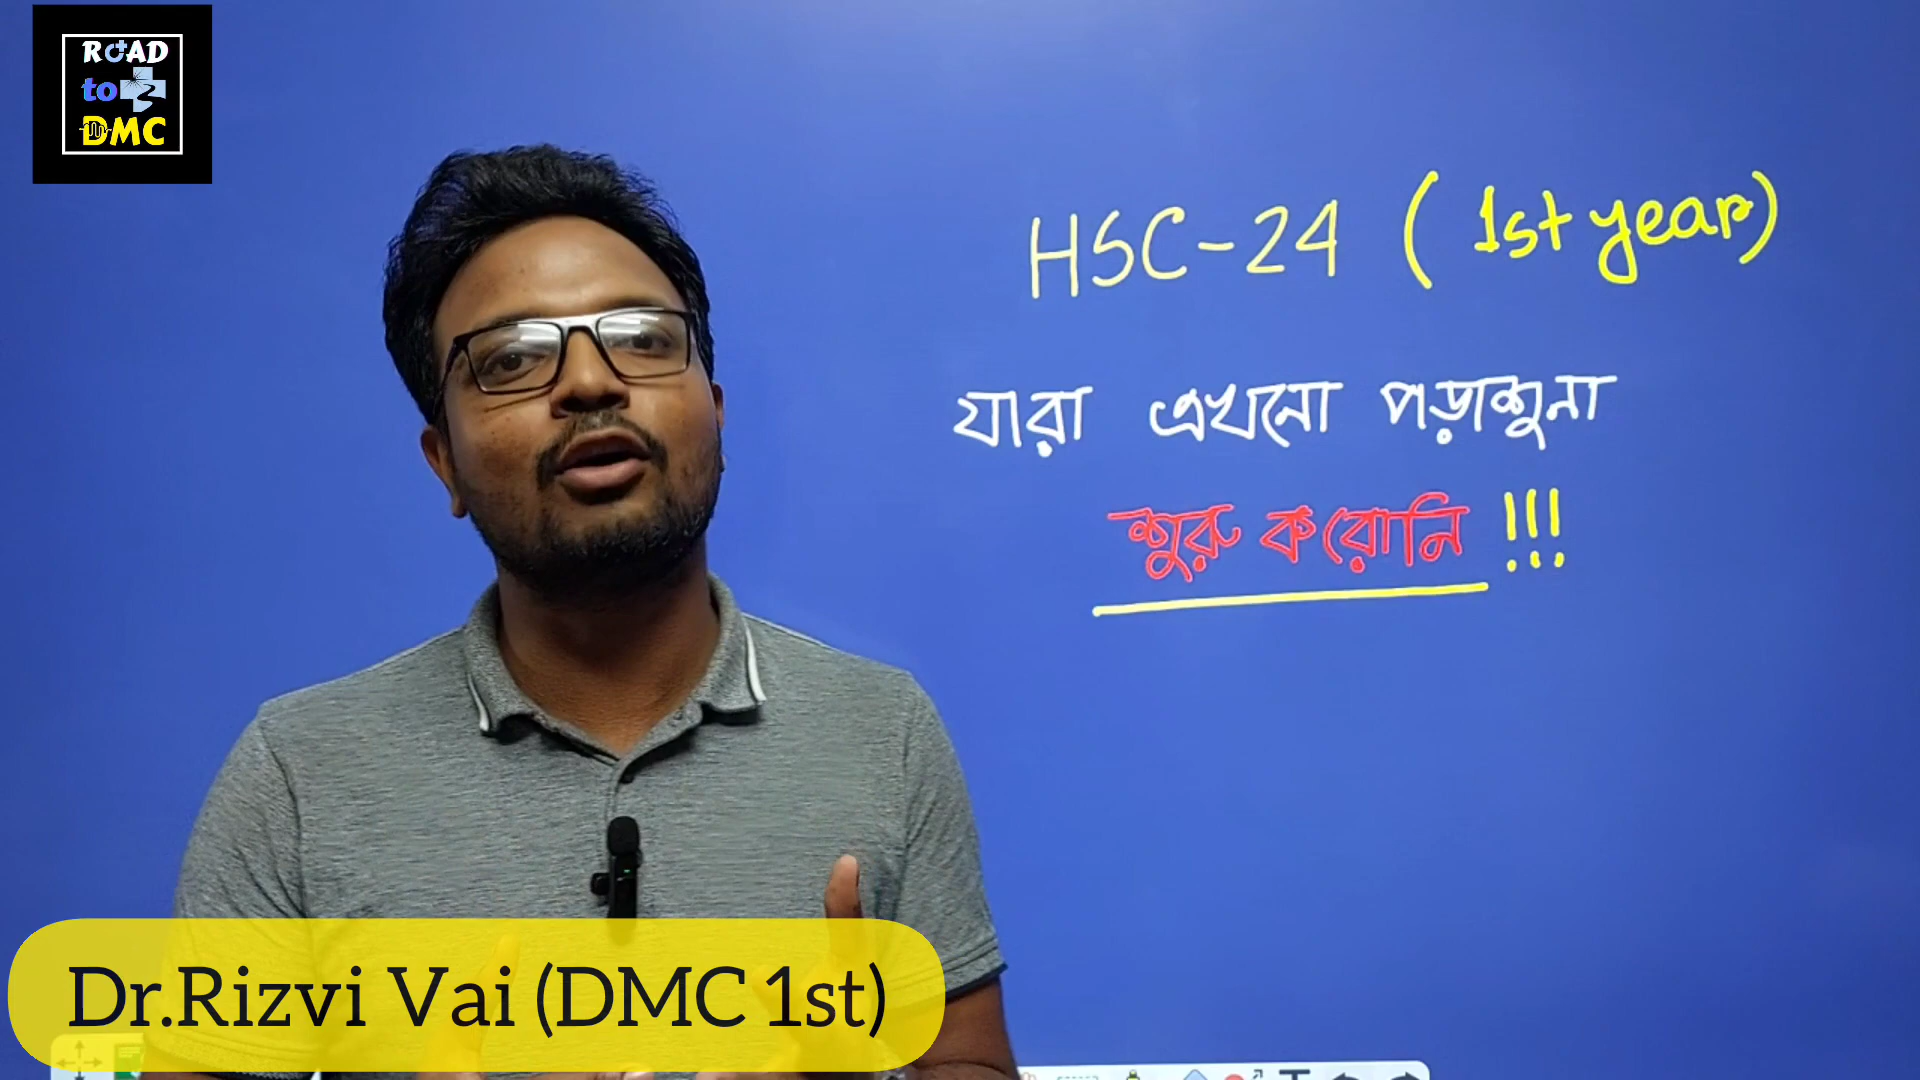 ROAD
to
DMC
HSC-24 (1st year)
যারা এখনো পড়াশুনা
শুরু করোনি !!!
Dr.Rizvi Vai (DMC 1st)